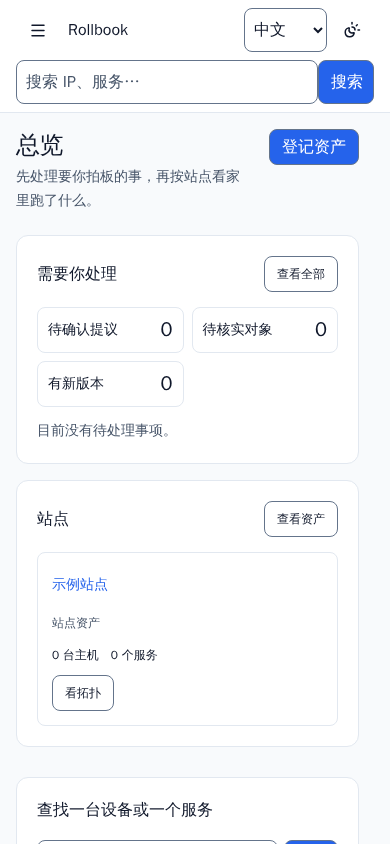 Rollbook
中文
搜索 IP、服务…
搜索
总览
登记资产
先处理要你拍板的事，再按站点看家
里跑了什么。
需要你处理
查看全部
待确认提议 0
待核实对象 0
有新版本 0
目前没有待处理事项。
站点
查看资产
示例站点
站点资产
0 台主机 0 个服务
看拓扑
查找一台设备或一个服务